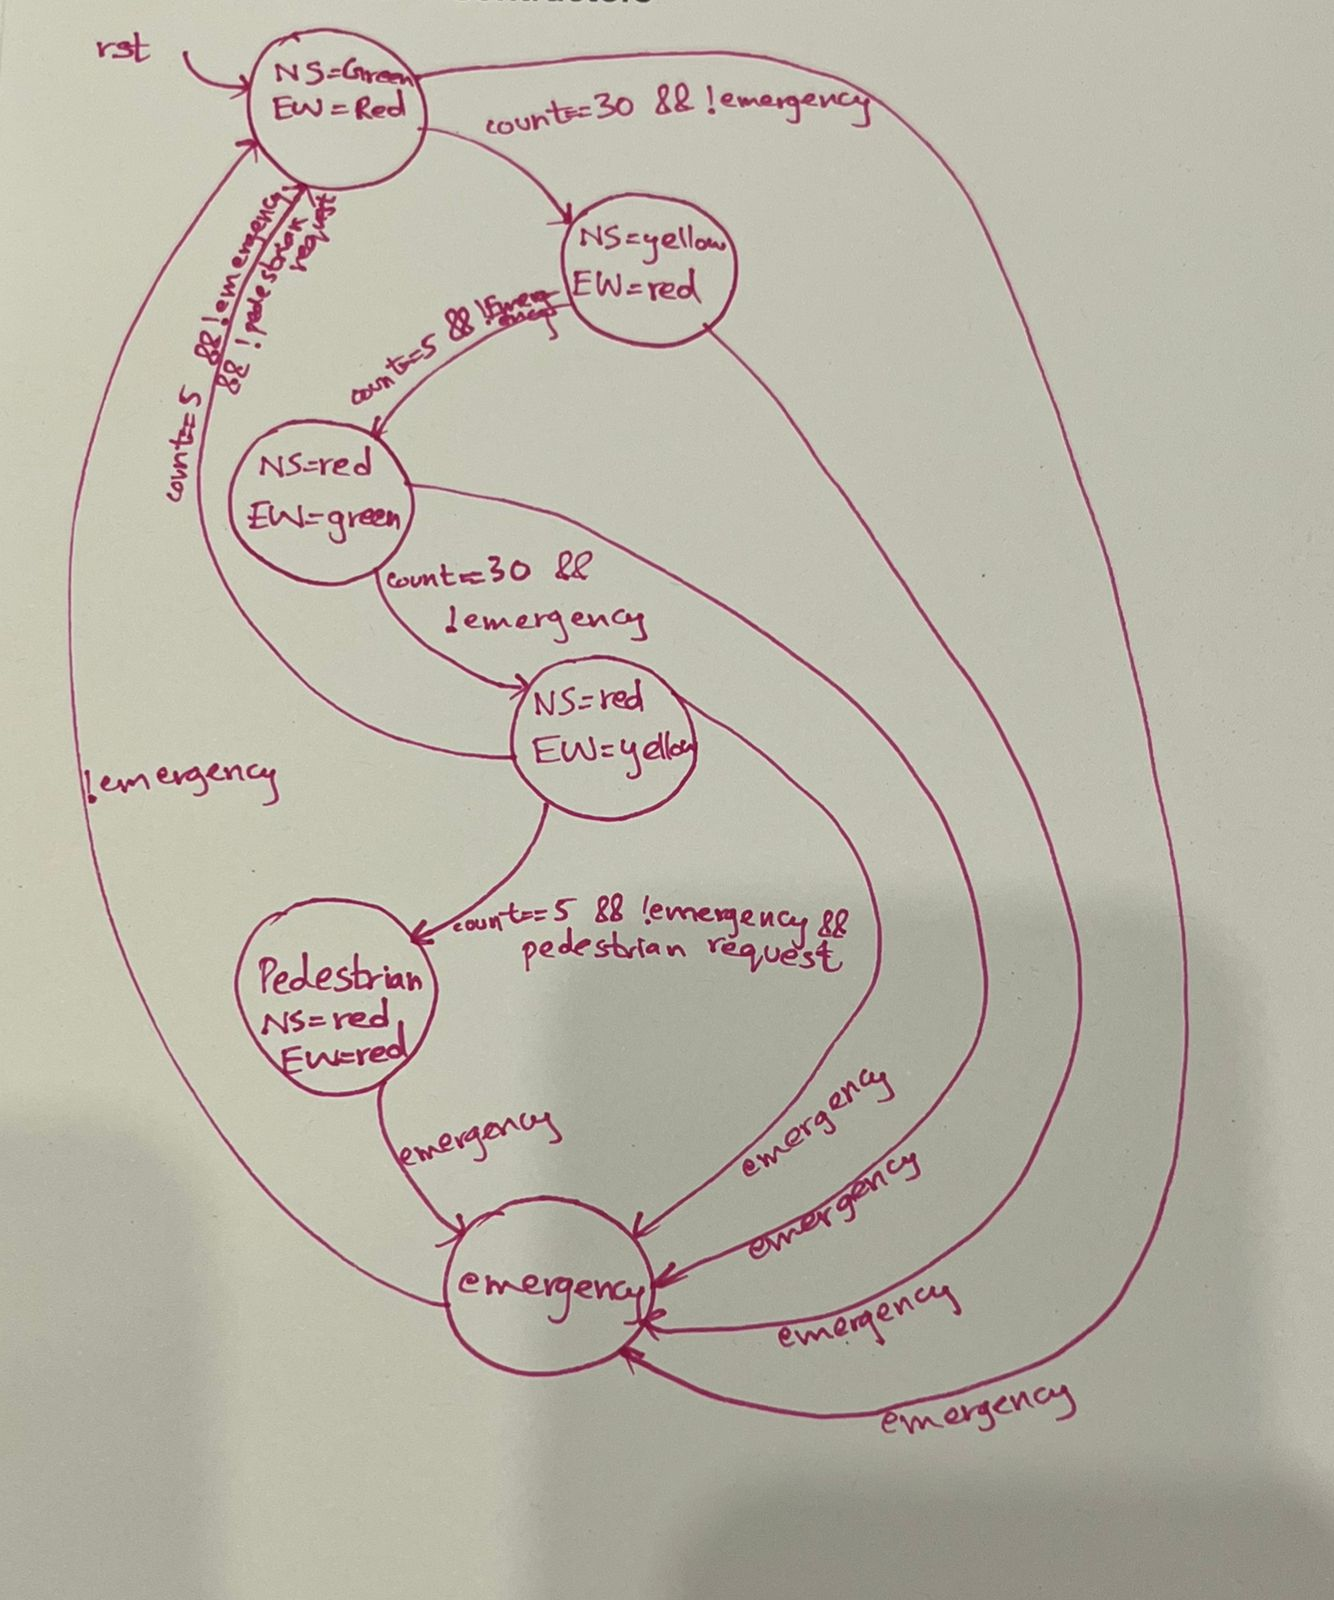 rst
NS=Green
EW=Red
count==30 && !emergency
NS=yellow
EW=red
count==5 && !Emerg
ency
count==5 && !emergency
&& !pedestrian
request
NS=red
EW=green
count==30 &&
!emergency
NS=red
EW=yellow
!emergency
count==5 && !emergency &&
pedestrian request
Pedestrian
NS=red
EW=red
emergency
emergency
emergency
emergency
emergency
emergency